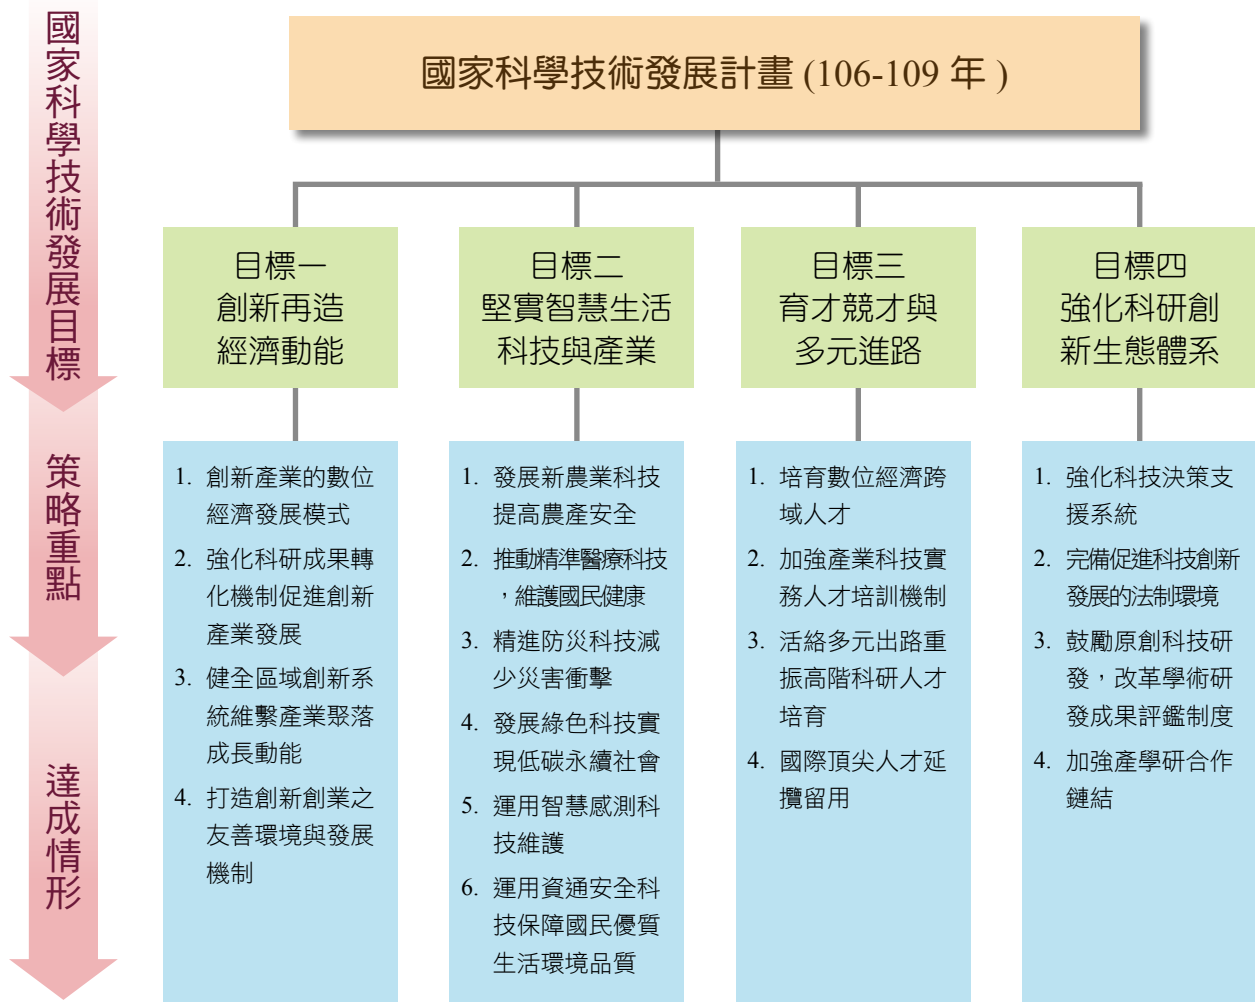 國家科學技術發展目標
策略重點
達成情形
國家科學技術發展計畫 (106-109 年 )
目標一
創新再造
經濟動能
1. 創新產業的數位
經濟發展模式
2. 強化科研成果轉
化機制促進創新
產業發展
3. 健全區域創新系
統維繫產業聚落
成長動能
4. 打造創新創業之
友善環境與發展
機制
目標二
堅實智慧生活
科技與產業
1. 發展新農業科技
提高農產安全
2. 推動精準醫療科技
，維護國民健康
3. 精進防災科技減
少災害衝擊
4. 發展綠色科技實
現低碳永續社會
5. 運用智慧感測科
技維護
6. 運用資通安全科
技保障國民優質
生活環境品質
目標三
育才競才與
多元進路
1. 培育數位經濟跨
域人才
2. 加強產業科技實
務人才培訓機制
3. 活絡多元出路重
振高階科研人才
培育
4. 國際頂尖人才延
攬留用
目標四
強化科研創
新生態體系
1. 強化科技決策支
援系統
2. 完備促進科技創新
發展的法制環境
3. 鼓勵原創科技研
發，改革學術研
發成果評鑑制度
4. 加強產學研合作
鏈結